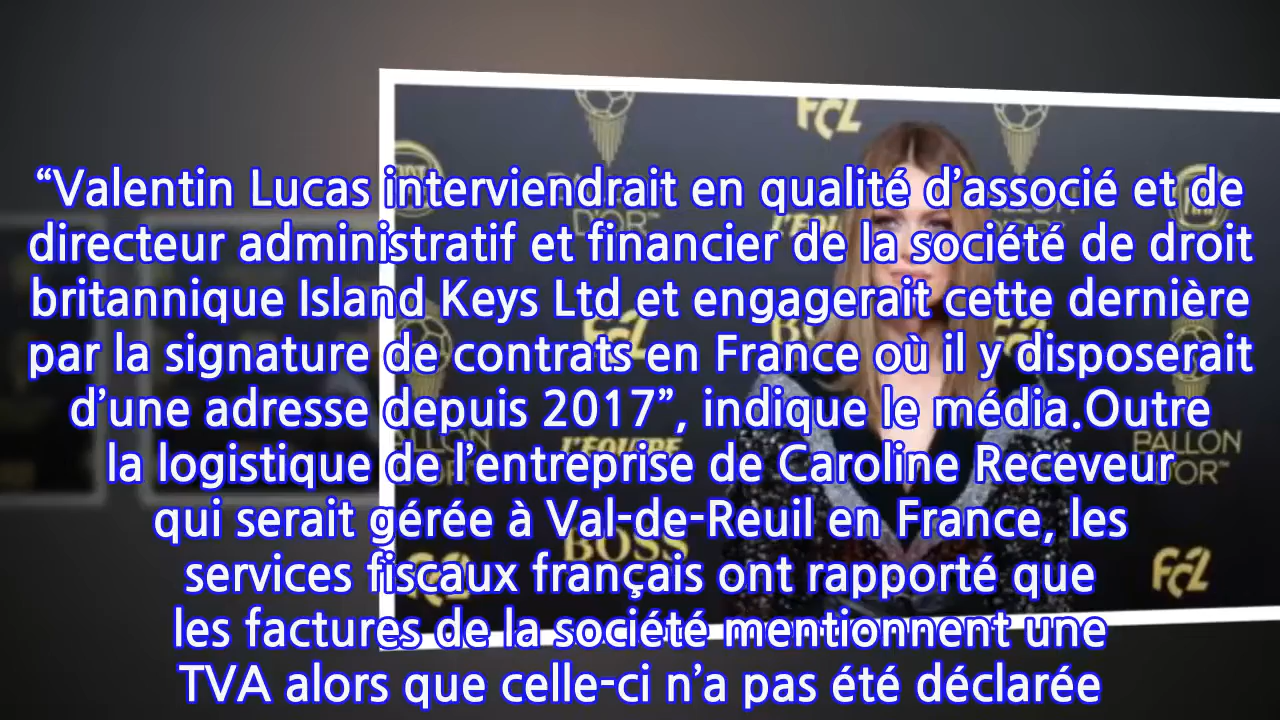 “Valentin Lucas interviendrait en qualité d’associé et de
directeur administratif et financier de la société de droit
britannique Island Keys Ltd et engagerait cette dernière
par la signature de contrats en France où il y disposerait
d’une adresse depuis 2017”, indique le média.Outre
la logistique de l’entreprise de Caroline Receveur
qui serait gérée à Val-de-Reuil en France, les
services fiscaux français ont rapporté que
les factures de la société mentionnent une
TVA alors que celle-ci n’a pas été déclarée
L'ÉQUIPE
BALLON
D'OR™
BOSS